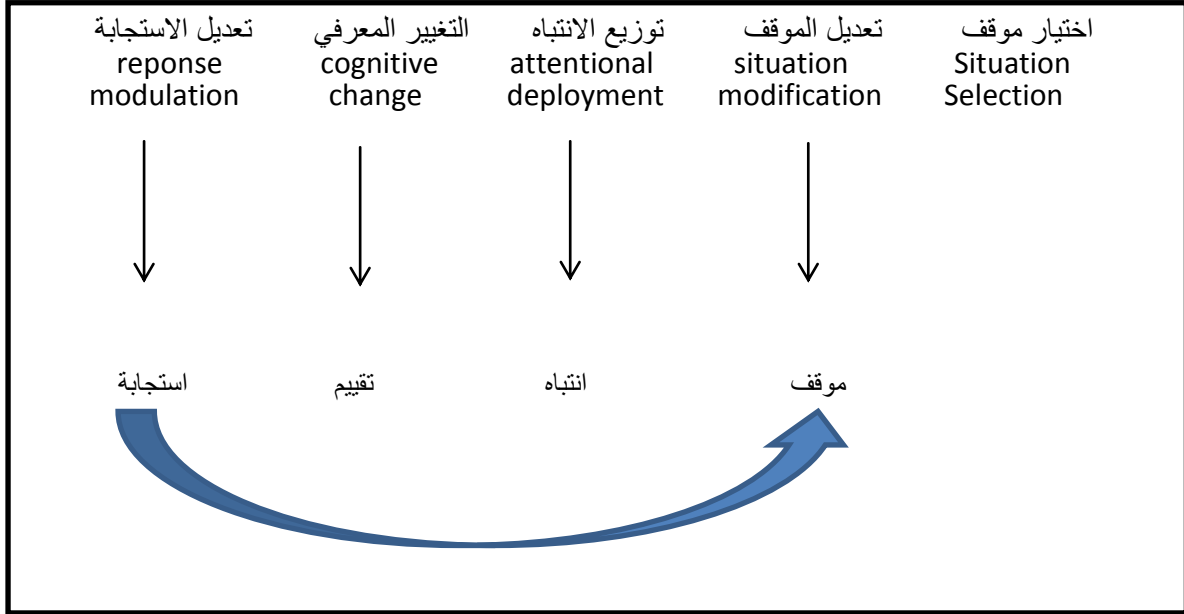 اختيار موقف
Situation
Selection
تعديل الموقف
situation
modification
توزيع الانتباه
attentional
deployment
التغيير المعرفي
cognitive
change
تعديل الاستجابة
reponse
modulation
موقف
انتباه
تقييم
استجابة